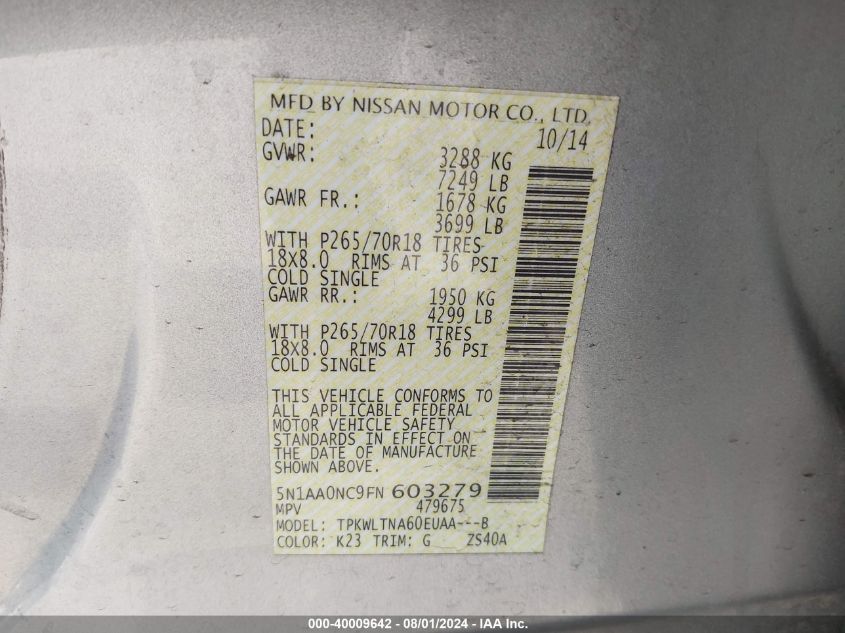 MFD BY NISSAN MOTOR CO., LTD.
DATE: 10/14
GVWR: 3288 KG
7249 LB
GAWR FR.: 1678 KG
3699 LB
WITH P265/70R18 TIRES
18X8.0 RIMS AT 36 PSI
COLD SINGLE
GAWR RR.: 1950 KG
4299 LB
WITH P265/70R18 TIRES
18X8.0 RIMS AT 36 PSI
COLD SINGLE
THIS VEHICLE CONFORMS TO
ALL APPLICABLE FEDERAL
MOTOR VEHICLE SAFETY
STANDARDS IN EFFECT ON
THE DATE OF MANUFACTURE
SHOWN ABOVE.
5N1AA0NC9FN 603279
MPV 479675
MODEL: TPKWLTNA60EUAA---B
COLOR: K23 TRIM: G ZS40A
000-40009642 - 08/01/2024 - IAA Inc.